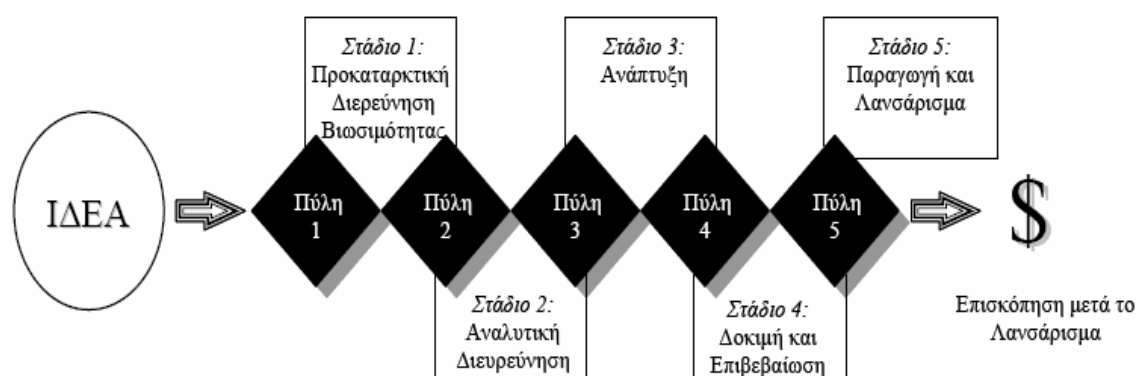 ΙΔΕΑ
Στάδιο 1:
Προκαταρκτική
Διερεύνηση
Βιωσιμότητας
Πύλη
1
Πύλη
2
Στάδιο 2:
Αναλυτική
Διευρεύνηση
Στάδιο 3:
Ανάπτυξη
Πύλη
3
Πύλη
4
Στάδιο 4:
Δοκιμή και
Επιβεβαίωση
Στάδιο 5:
Παραγωγή και
Λανσάρισμα
Πύλη
5
$
Επισκόπηση μετά το
Λανσάρισμα